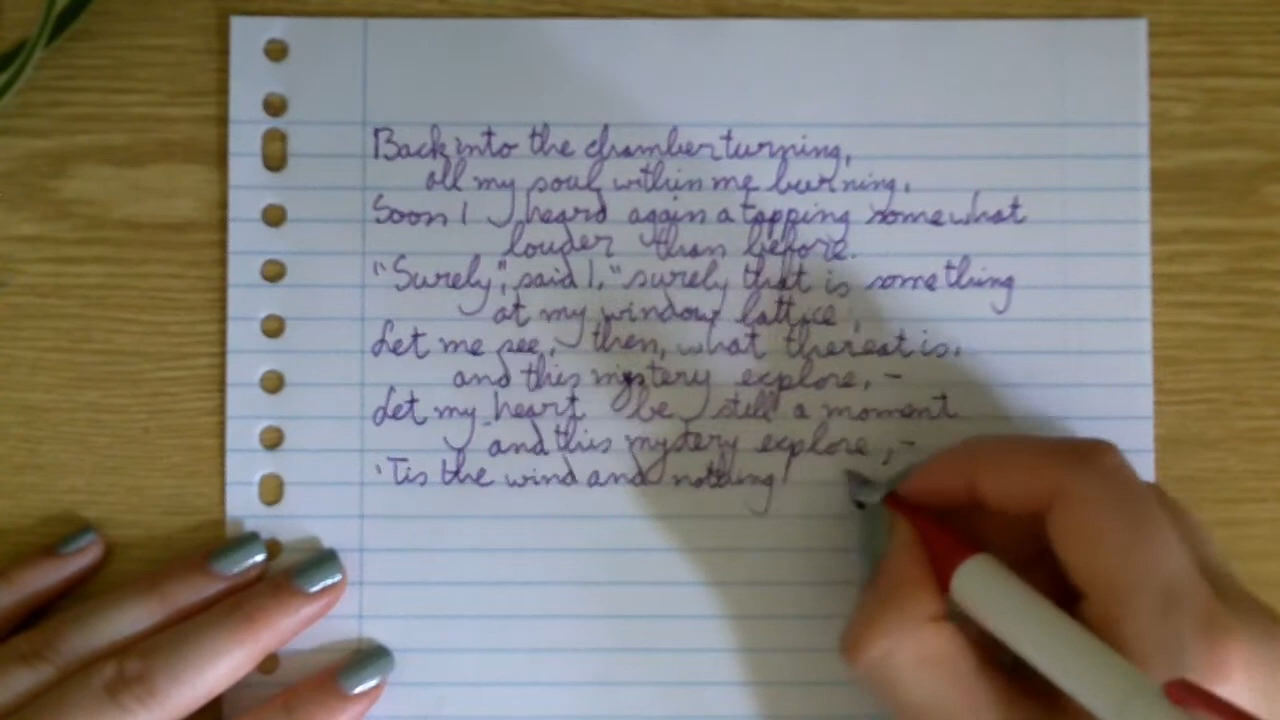 Back into the chamber turning,
all my soul within me burning,
Soon I heard again a tapping somewhat
louder than before.
"Surely," said I, "surely that is something
at my window lattice,
Let me see, then, what thereat is,
and this mystery explore, -
Let my heart be still a moment
and this mystery explore, -
'Tis the wind and nothing